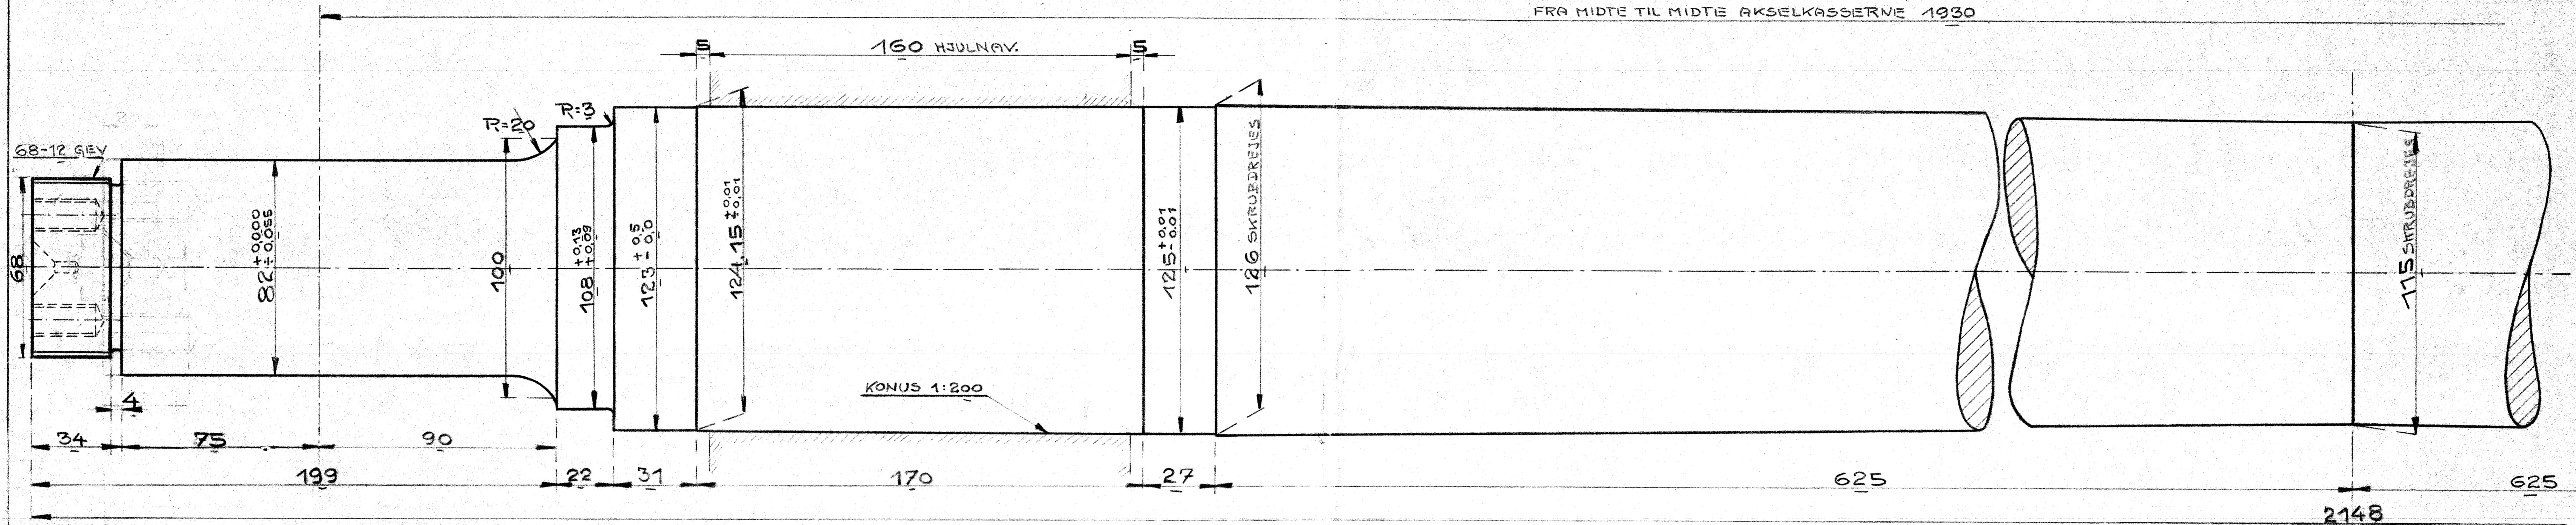 FRA MIDTE TIL MIDTE AKSELKASSERNE 1930
5
160 HJULNAV.
5
R=20
R=3
68-12 GEV
68
82 +0,000 ÷0,055
100
108 +0,13 +0,09
123 +0,5 -0,0
124,15 +0,01 ÷0,01
125 +0,01 -0,01
126 SKRUBDREJES
115 SKRUBDREJES
KONUS 1:200
4
34
75
90
199
22
31
170
27
625
625
2148